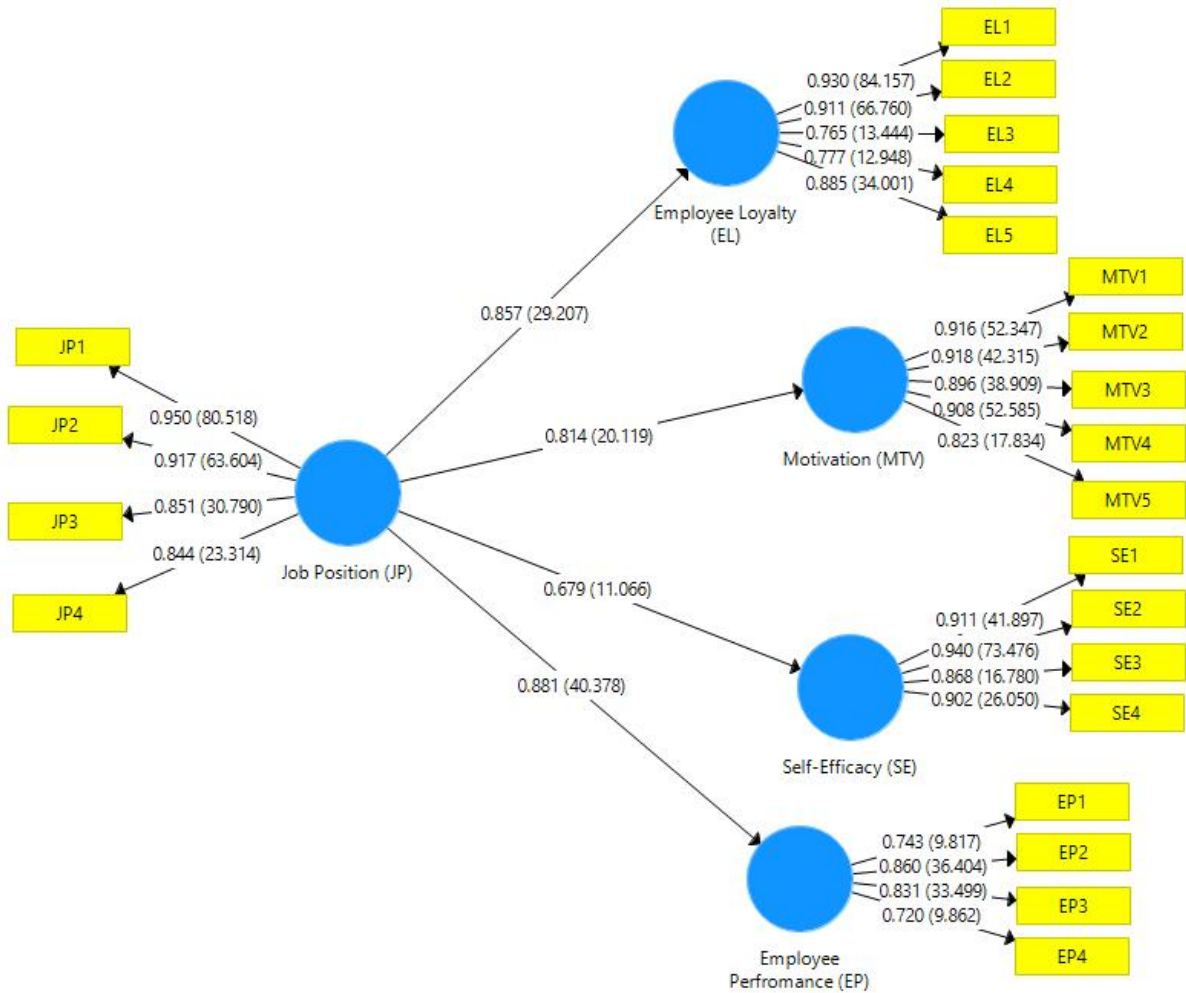 EL1
0.930 (84.157)
EL2
0.911 (66.760)
0.765 (13.444)
EL3
0.777 (12.948)
EL4
0.885 (34.001)
EL5
Employee Loyalty
(EL)
0.857 (29.207)
MTV1
0.916 (52.347)
MTV2
0.918 (42.315)
0.896 (38.909)
MTV3
0.908 (52.585)
MTV4
0.823 (17.834)
MTV5
Motivation (MTV)
0.814 (20.119)
JP1
0.950 (80.518)
JP2
0.917 (63.604)
0.851 (30.790)
JP3
0.844 (23.314)
JP4
Job Position (JP)
0.679 (11.066)
SE1
0.911 (41.897)
SE2
0.940 (73.476)
SE3
0.868 (16.780)
0.902 (26.050)
SE4
Self-Efficacy (SE)
0.881 (40.378)
EP1
0.743 (9.817)
EP2
0.860 (36.404)
0.831 (33.499)
EP3
0.720 (9.862)
EP4
Employee
Perfromance (EP)